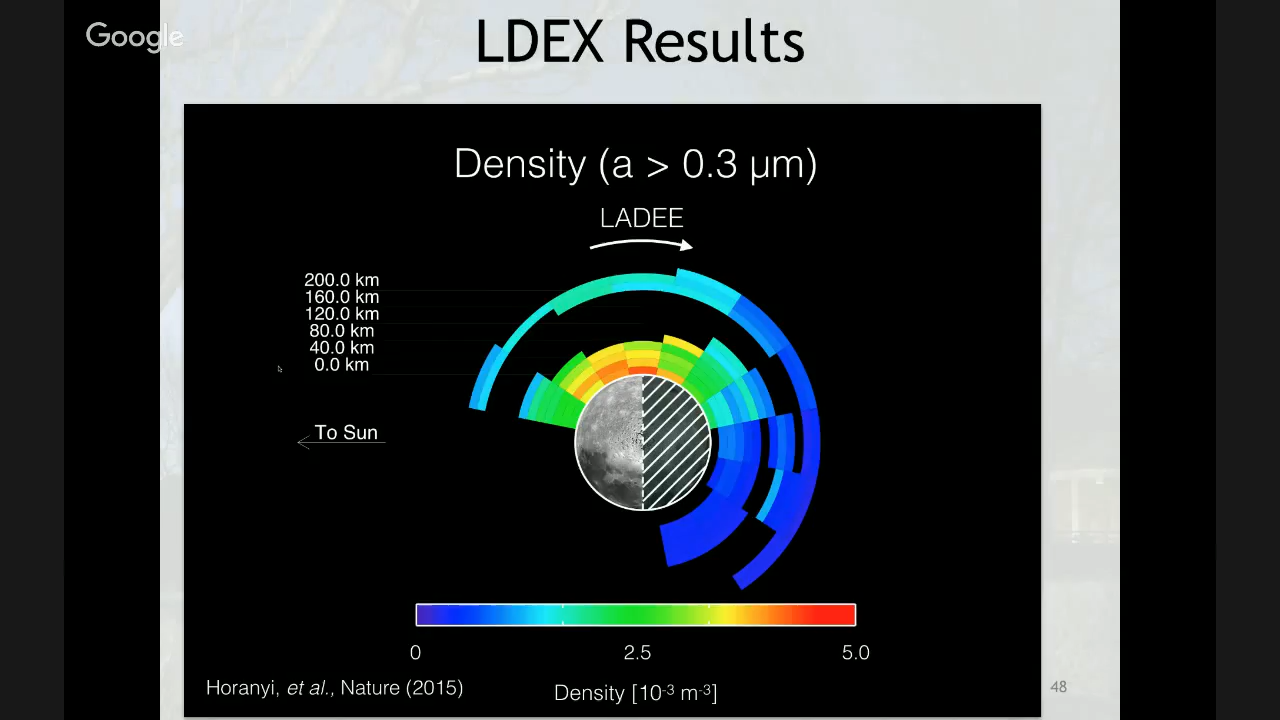 Google
LDEX Results
Density (a > 0.3 µm)
LADEE
200.0 km
160.0 km
120.0 km
80.0 km
40.0 km
0.0 km
To Sun
0 2.5 5.0
Density [10⁻³ m⁻³]
Horanyi, et al., Nature (2015)
48